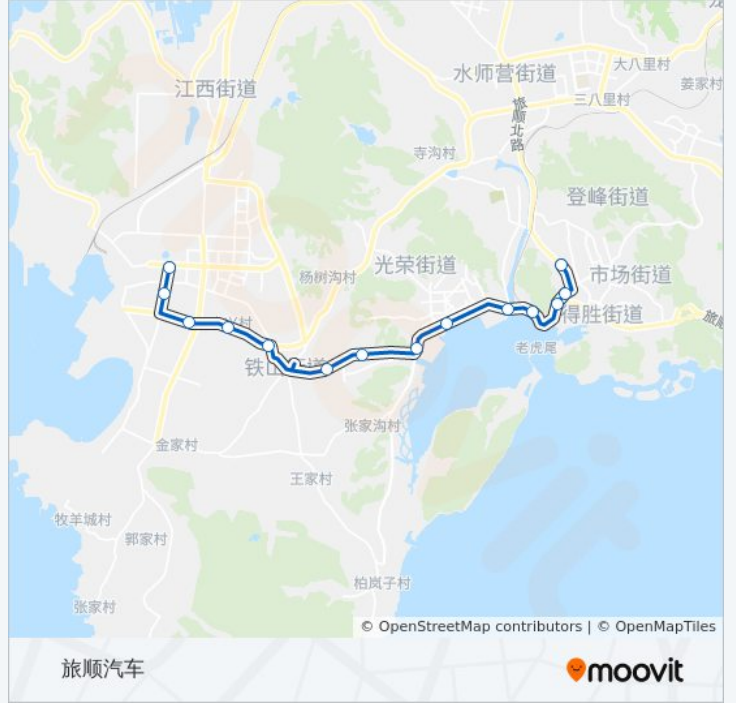 江西街道
水师营街道
大八里村
姜家村
三八里村
旅顺北路
寺沟村
登峰街道
光荣街道
市场街道
杨树沟村
得胜街道
兴村
老虎尾
铁山街道
张家沟村
金家村
王家村
牧羊城村
郭家村
柏岚子村
张家村
© OpenStreetMap contributors | © OpenMapTiles
旅顺汽车
moovit